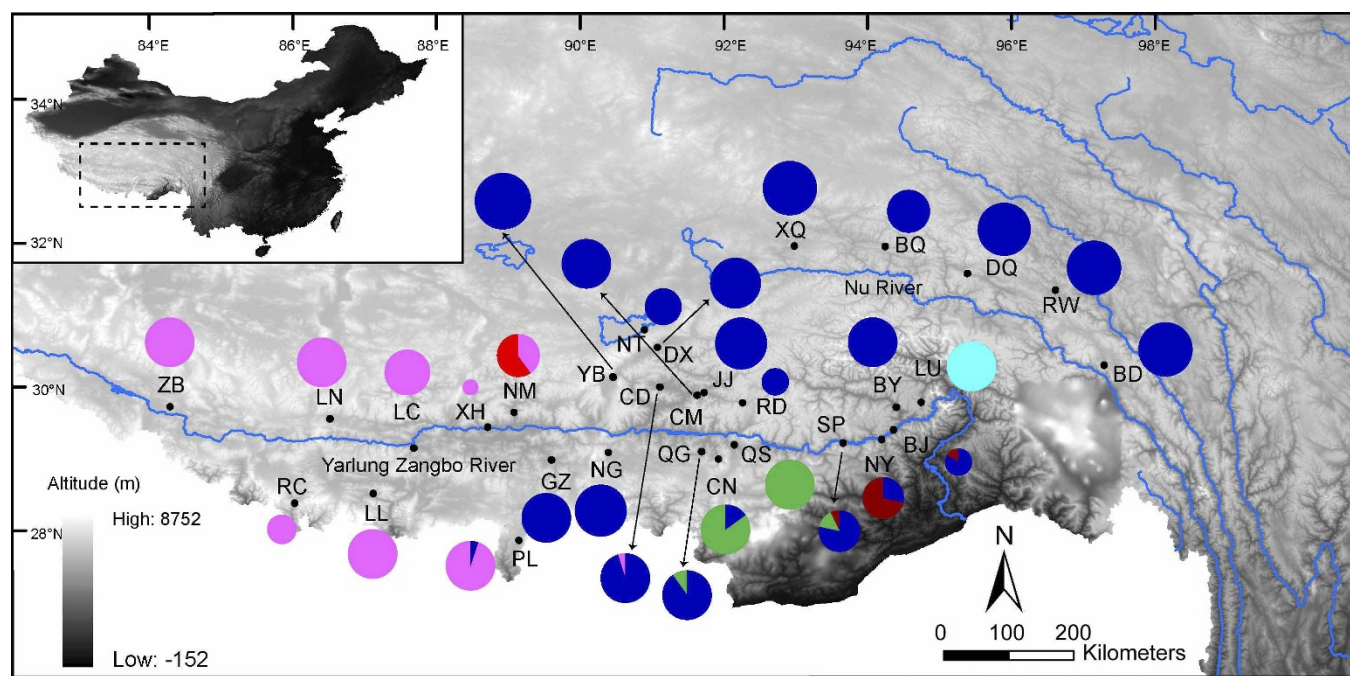 84°E 86°E 88°E 90°E 92°E 94°E 96°E 98°E
34°N
32°N
30°N
28°N
XQ
BQ
DQ
RW
Nu River
NT
DX
ZB
LN
LC
XH
NM
YB
CD
CM
JJ
RD
BY
LU
BD
SP
Yarlung Zangbo River
GZ
NG
QG
QS
CN
NY
BJ
RC
LL
PL
Altitude (m)
High: 8752
Low: -152
N
0 100 200
Kilometers